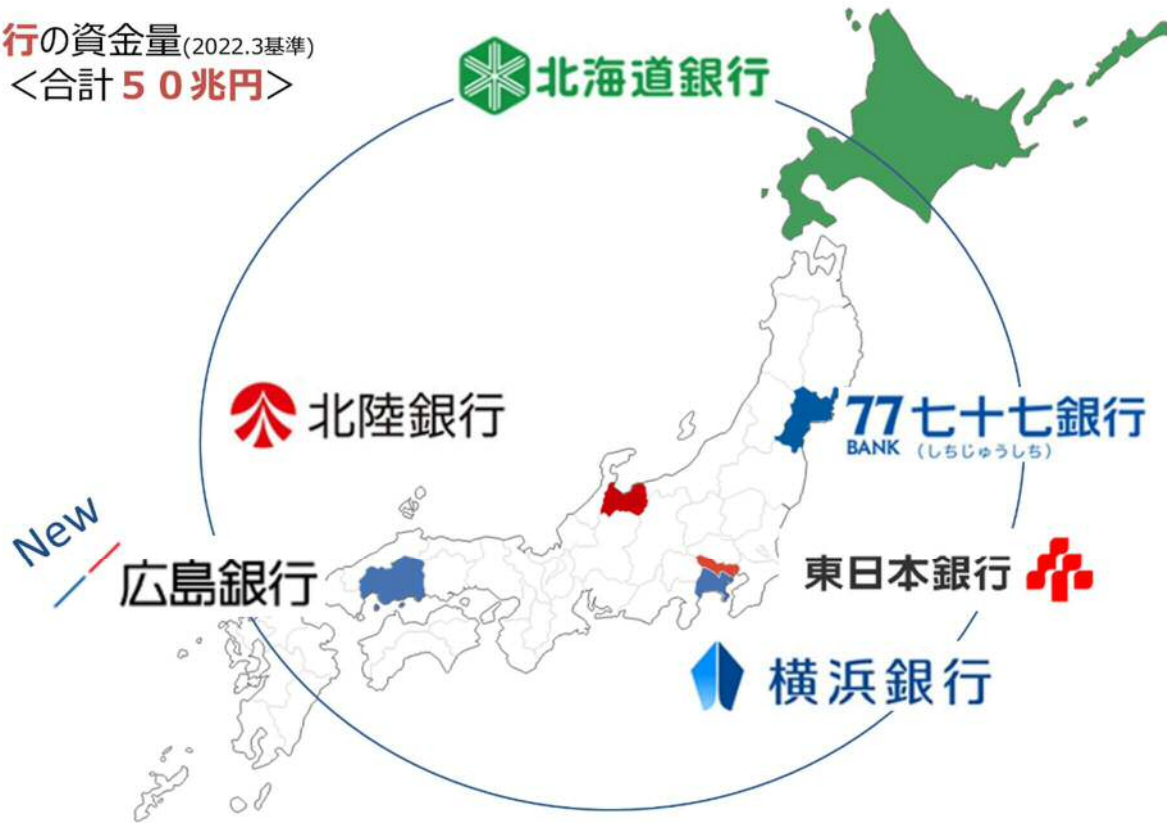 行の資金量(2022.3基準)
＜合計５０兆円＞
北海道銀行
北陸銀行
77 七十七銀行
BANK （しちじゅうしち）
New
広島銀行
東日本銀行
横浜銀行